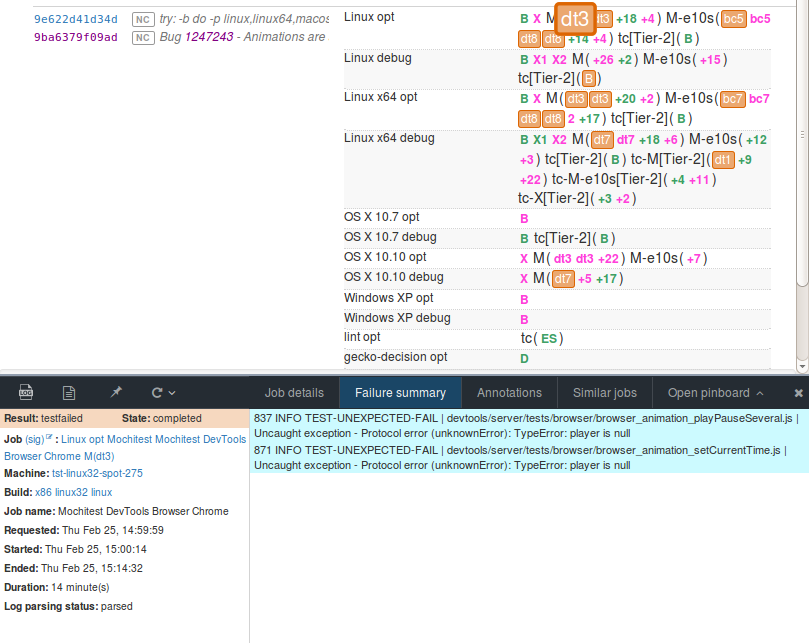 9e622d41d34d NC try: -b do -p linux,linux64,macos
9ba6379f09ad NC Bug 1247243 - Animations are
Linux opt B X M dt3 dt3 +18 +4 ) M-e10s( bc5 bc5
dt8 dt8 +14 +4 ) tc[Tier-2]( B )
Linux debug B X1 X2 M( +26 +2 ) M-e10s( +15 )
tc[Tier-2]( B )
Linux x64 opt B X M( dt3 dt3 +20 +2 ) M-e10s( bc7 bc7
dt8 dt8 2 +17 ) tc[Tier-2]( B )
Linux x64 debug B X1 X2 M( dt7 dt7 +18 +6 ) M-e10s( +12
+3 ) tc[Tier-2]( B ) tc-M[Tier-2]( dt1 +9
+22 ) tc-M-e10s[Tier-2]( +4 +11 )
tc-X[Tier-2]( +3 +2 )
OS X 10.7 opt B
OS X 10.7 debug B tc[Tier-2]( B )
OS X 10.10 opt X M( dt3 dt3 +22 ) M-e10s( +7 )
OS X 10.10 debug X M( dt7 +5 +17 )
Windows XP opt B
Windows XP debug B
lint opt tc( ES )
gecko-decision opt D
LOG Job details Failure summary Annotations Similar jobs Open pinboard
Result: testfailed State: completed
Job (sig) : Linux opt Mochitest Mochitest DevTools
Browser Chrome M(dt3)
Machine: tst-linux32-spot-275
Build: x86 linux32 linux
Job name: Mochitest DevTools Browser Chrome
Requested: Thu Feb 25, 14:59:59
Started: Thu Feb 25, 15:00:14
Ended: Thu Feb 25, 15:14:32
Duration: 14 minute(s)
Log parsing status: parsed
837 INFO TEST-UNEXPECTED-FAIL | devtools/server/tests/browser/browser_animation_playPauseSeveral.js |
Uncaught exception - Protocol error (unknownError): TypeError: player is null
871 INFO TEST-UNEXPECTED-FAIL | devtools/server/tests/browser/browser_animation_setCurrentTime.js |
Uncaught exception - Protocol error (unknownError): TypeError: player is null